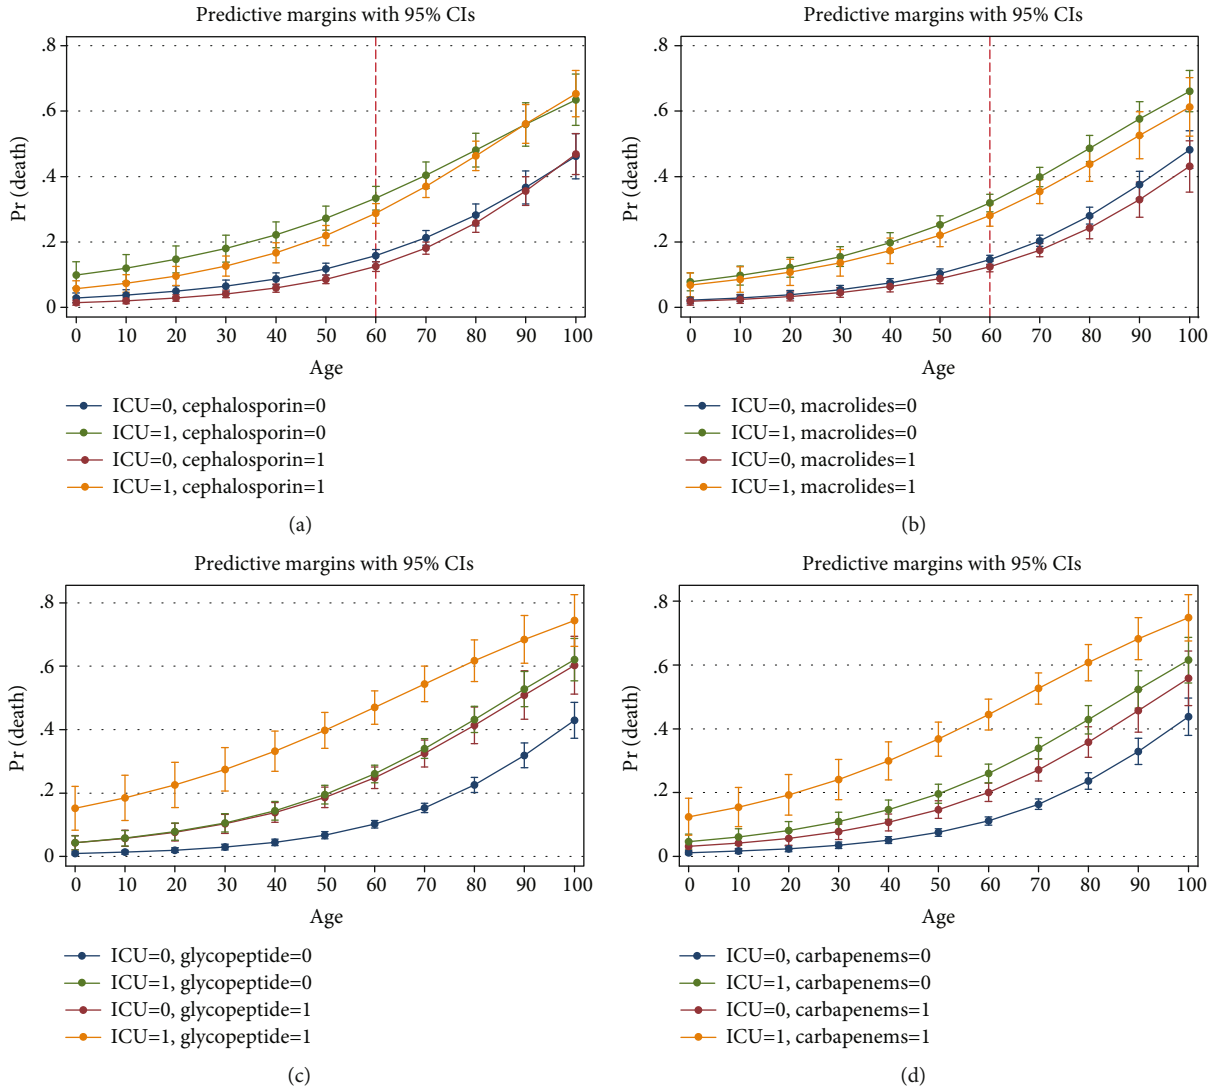 Predictive margins with 95% CIs
.8
.6
.4
.2
0
Pr (death)
0 10 20 30 40 50 60 70 80 90 100
Age
ICU=0, cephalosporin=0
ICU=1, cephalosporin=0
ICU=0, cephalosporin=1
ICU=1, cephalosporin=1
(a)
Predictive margins with 95% CIs
.8
.6
.4
.2
0
Pr (death)
0 10 20 30 40 50 60 70 80 90 100
Age
ICU=0, macrolides=0
ICU=1, macrolides=0
ICU=0, macrolides=1
ICU=1, macrolides=1
(b)
Predictive margins with 95% CIs
.8
.6
.4
.2
0
Pr (death)
0 10 20 30 40 50 60 70 80 90 100
Age
ICU=0, glycopeptide=0
ICU=1, glycopeptide=0
ICU=0, glycopeptide=1
ICU=1, glycopeptide=1
(c)
Predictive margins with 95% CIs
.8
.6
.4
.2
0
Pr (death)
0 10 20 30 40 50 60 70 80 90 100
Age
ICU=0, carbapenems=0
ICU=1, carbapenems=0
ICU=0, carbapenems=1
ICU=1, carbapenems=1
(d)